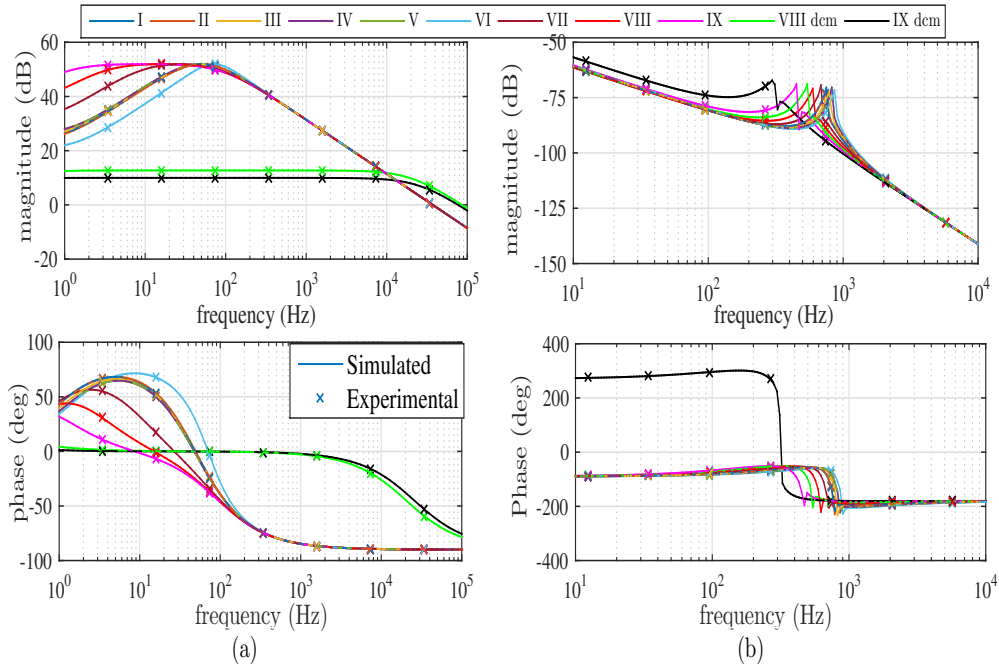 I II III IV V VI VII VIII IX VIII dcm IX dcm
magnitude (dB)
60
40
20
0
-20
10^0 10^1 10^2 10^3 10^4 10^5
frequency (Hz)
magnitude (dB)
-50
-75
-100
-125
-150
10^1 10^2 10^3 10^4
frequency (Hz)
phase (deg)
100
50
0
-50
-100
Simulated
Experimental
10^0 10^1 10^2 10^3 10^4 10^5
frequency (Hz)
(a)
Phase (deg)
400
200
0
-200
-400
10^1 10^2 10^3 10^4
frequency (Hz)
(b)